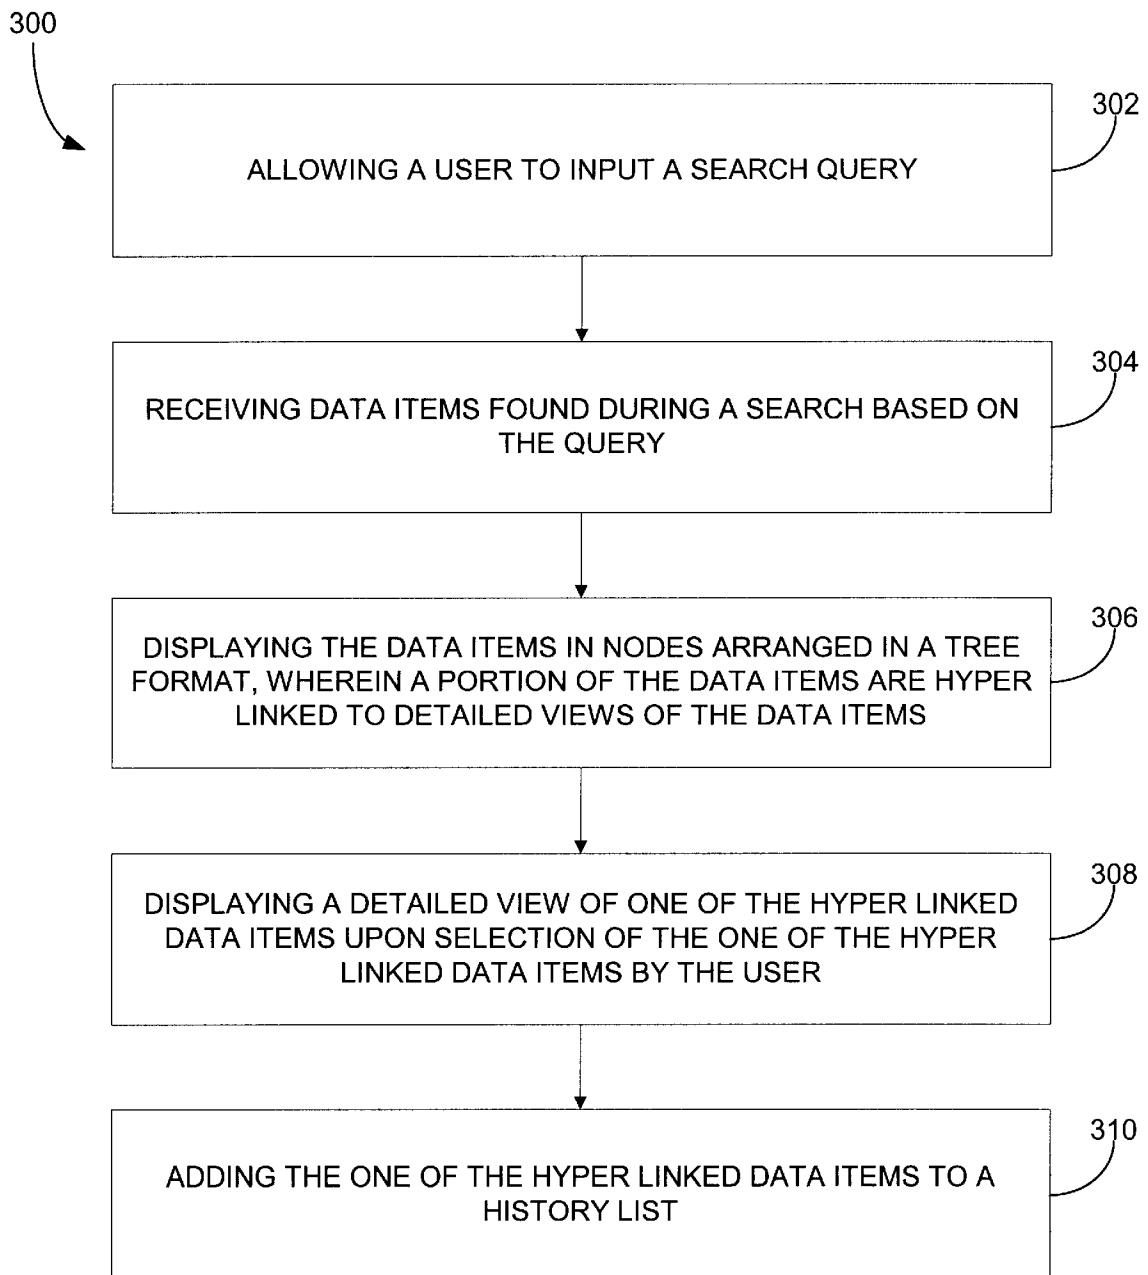 300
302
ALLOWING A USER TO INPUT A SEARCH QUERY
304
RECEIVING DATA ITEMS FOUND DURING A SEARCH BASED ON
THE QUERY
306
DISPLAYING THE DATA ITEMS IN NODES ARRANGED IN A TREE
FORMAT, WHEREIN A PORTION OF THE DATA ITEMS ARE HYPER
LINKED TO DETAILED VIEWS OF THE DATA ITEMS
308
DISPLAYING A DETAILED VIEW OF ONE OF THE HYPER LINKED
DATA ITEMS UPON SELECTION OF THE ONE OF THE HYPER
LINKED DATA ITEMS BY THE USER
310
ADDING THE ONE OF THE HYPER LINKED DATA ITEMS TO A
HISTORY LIST